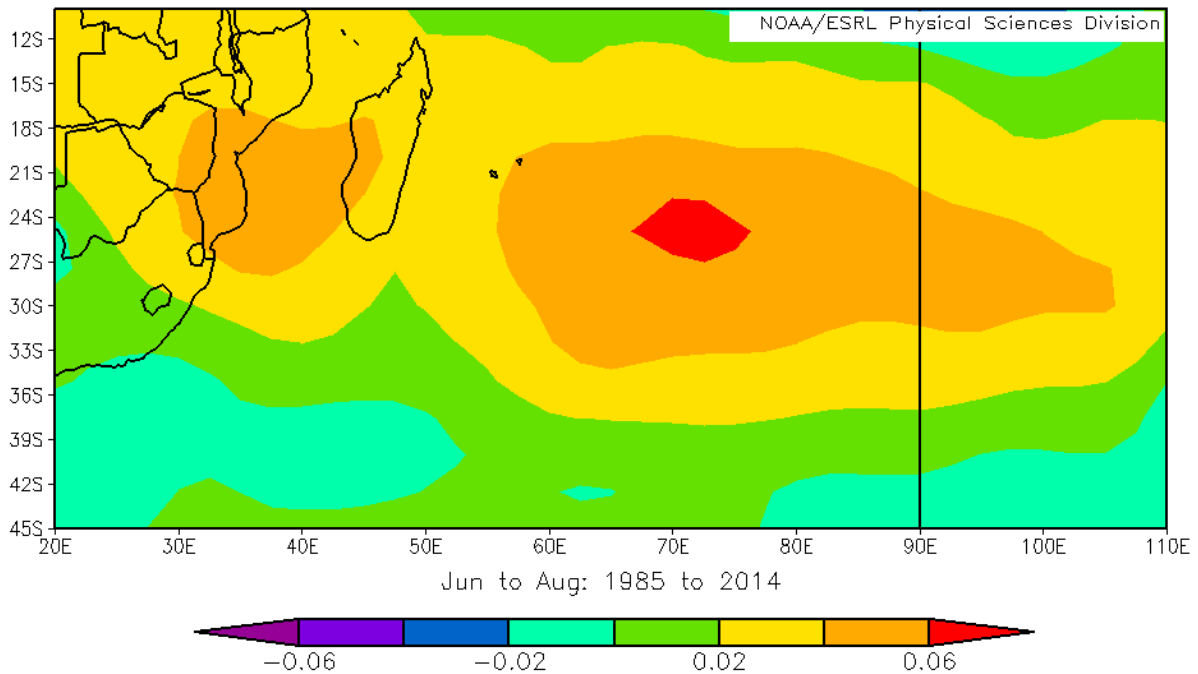 NOAA/ESRL Physical Sciences Division
12S
15S
18S
21S
24S
27S
30S
33S
36S
39S
42S
45S
20E 30E 40E 50E 60E 70E 80E 90E 100E 110E
Jun to Aug: 1985 to 2014
−0.06 −0.02 0.02 0.06